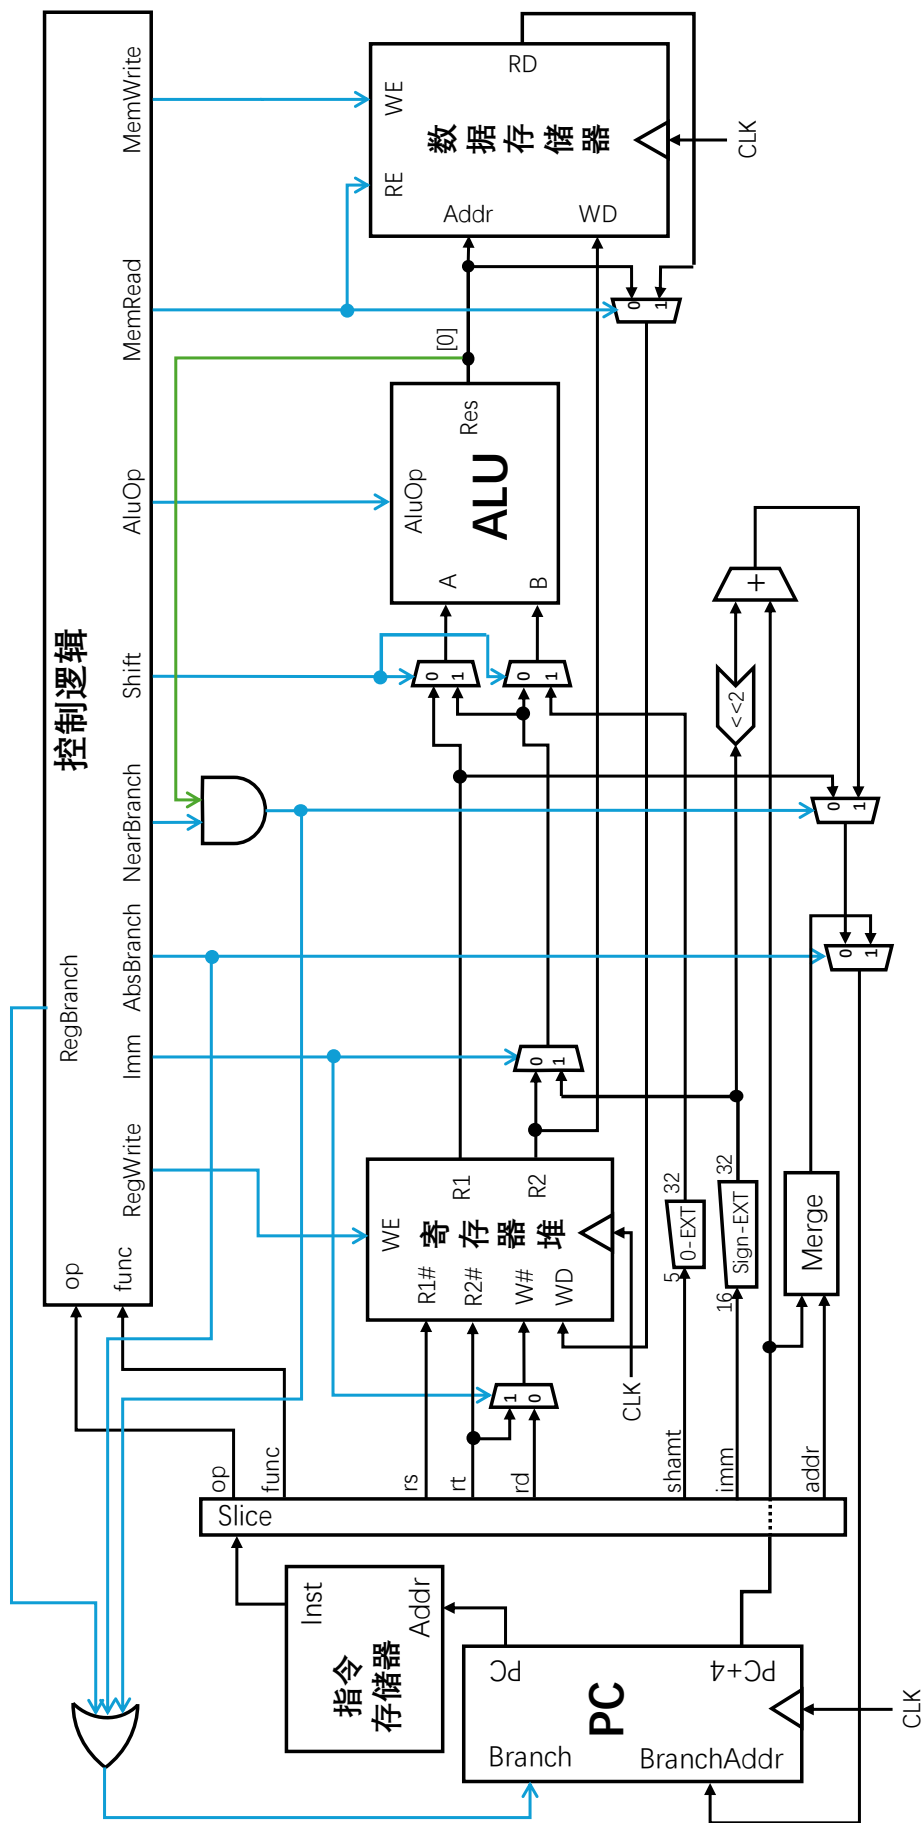 控制逻辑
RegBranch
op
func
RegWrite
Imm
AbsBranch
NearBranch
Shift
AluOp
MemRead
MemWrite
Slice
op
func
rs
rt
rd
shamt
imm
addr
指令
存储器
Inst
Addr
PC
PC
PC+4
Branch
BranchAddr
CLK
寄存器堆
WE
R1#
R2#
W#
WD
R1
R2
CLK
1
0
0
1
5
0-EXT
32
16
Sign-EXT
32
Merge
0
1
0
1
<<2
+
0
1
0
1
ALU
AluOp
A
B
Res
[0]
0
1
数据存储器
WE
RE
Addr
WD
RD
CLK